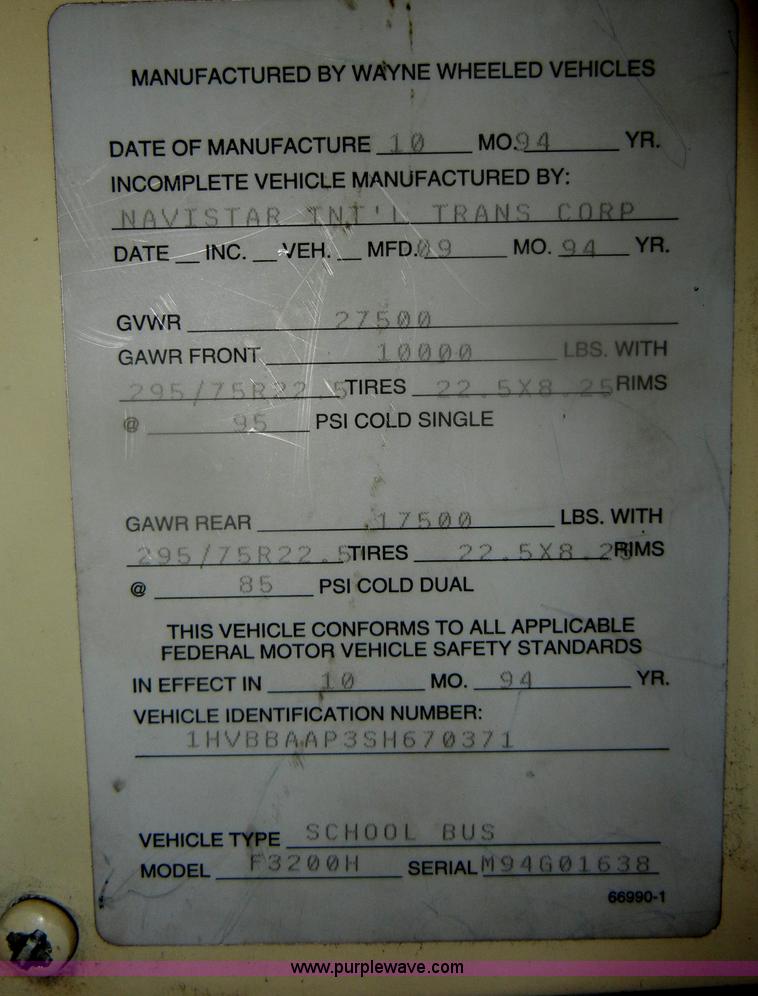 MANUFACTURED BY WAYNE WHEELED VEHICLES
DATE OF MANUFACTURE 10 MO. 94 YR.
INCOMPLETE VEHICLE MANUFACTURED BY:
NAVISTAR INT'L TRANS CORP
DATE __ INC. __ VEH. __ MFD. 09 MO. 94 YR.
GVWR 27500
GAWR FRONT 10000 LBS. WITH
295/75R22.5 TIRES 22.5X8.25 RIMS
@ 95 PSI COLD SINGLE
GAWR REAR 17500 LBS. WITH
295/75R22.5 TIRES 22.5X8.25 RIMS
@ 85 PSI COLD DUAL
THIS VEHICLE CONFORMS TO ALL APPLICABLE
FEDERAL MOTOR VEHICLE SAFETY STANDARDS
IN EFFECT IN 10 MO. 94 YR.
VEHICLE IDENTIFICATION NUMBER:
1HVBBAAP3SH670371
VEHICLE TYPE SCHOOL BUS
MODEL F3200H SERIAL M94G01638
66990-1
www.purplewave.com